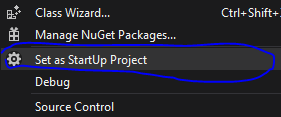 Class Wizard... Ctrl+Shift+
Manage NuGet Packages...
Set as StartUp Project
Debug
Source Control